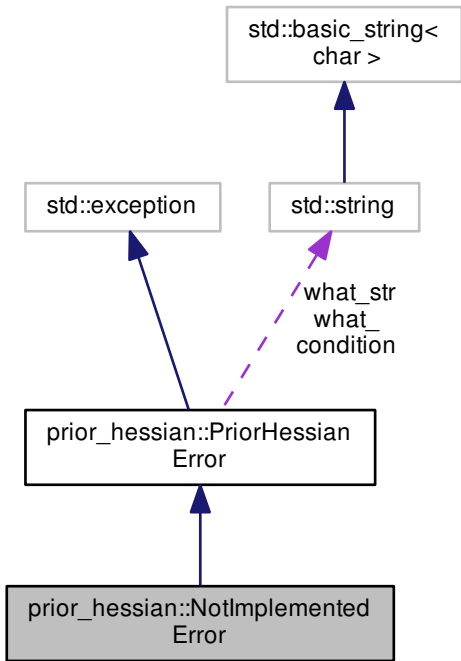 std::basic_string<
char >
std::exception
std::string
what_str
what_
condition
prior_hessian::PriorHessian
Error
prior_hessian::NotImplemented
Error